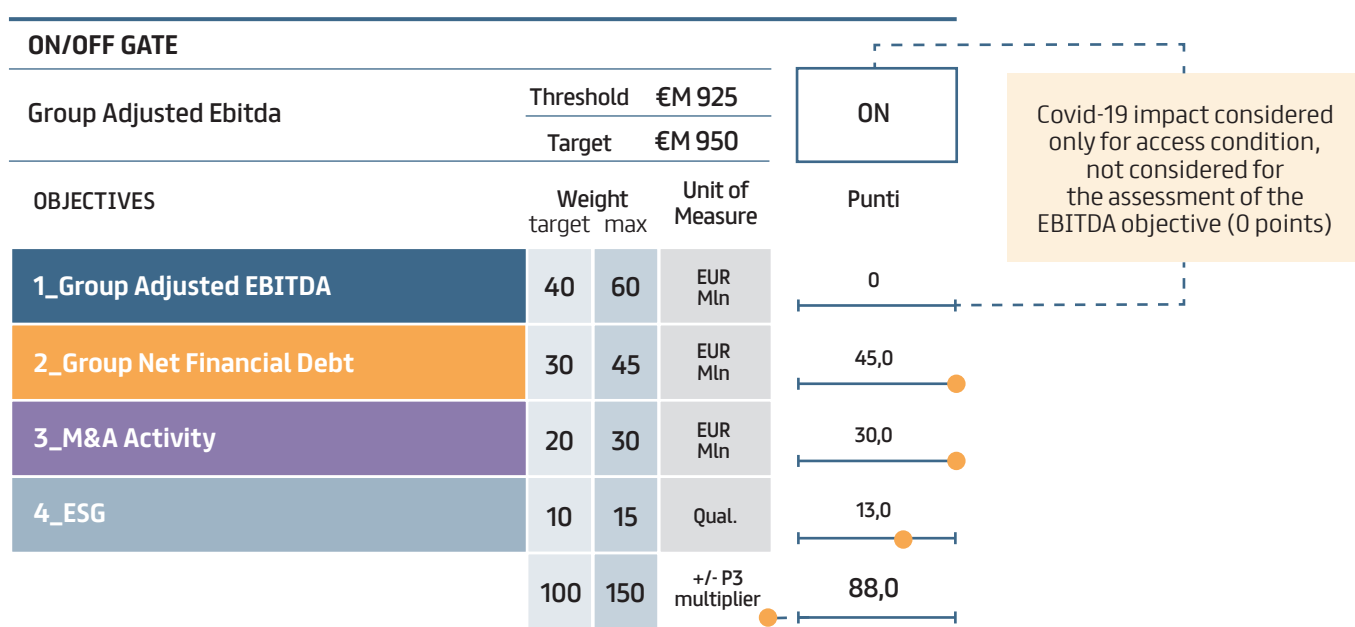 ON/OFF GATE
Group Adjusted Ebitda
Threshold €M 925
Target €M 950
ON
Covid-19 impact considered
only for access condition,
not considered for
the assessment of the
EBITDA objective (0 points)
OBJECTIVES
Weight
target max
Unit of
Measure
Punti
1_Group Adjusted EBITDA
40
60
EUR
Mln
0
2_Group Net Financial Debt
30
45
EUR
Mln
45,0
3_M&A Activity
20
30
EUR
Mln
30,0
4_ESG
10
15
Qual.
13,0
100
150
+/- P3
multiplier
88,0